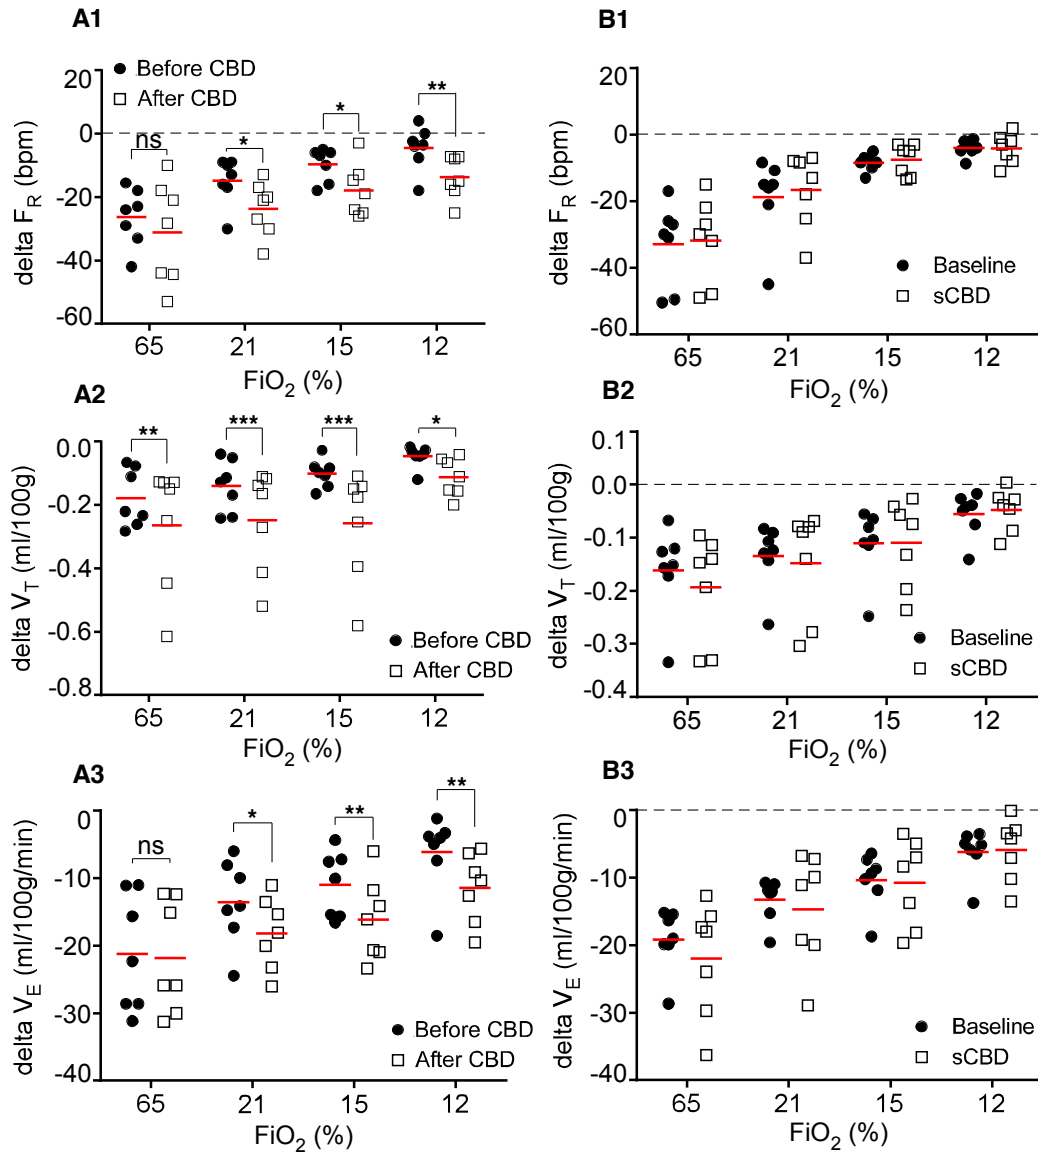 A1
Before CBD
After CBD
20
0
-20
-40
-60
delta FR (bpm)
ns
*
*
**
65 21 15 12
FiO2 (%)
B1
20
0
-20
-40
-60
delta FR (bpm)
Baseline
sCBD
65 21 15 12
FiO2 (%)
A2
0.0
-0.2
-0.4
-0.6
-0.8
delta VT (ml/100g)
**
***
***
*
Before CBD
After CBD
65 21 15 12
FiO2 (%)
B2
0.1
0.0
-0.1
-0.2
-0.3
-0.4
delta VT (ml/100g)
Baseline
sCBD
65 21 15 12
FiO2 (%)
A3
0
-10
-20
-30
-40
delta VE (ml/100g/min)
ns
*
**
**
Before CBD
After CBD
65 21 15 12
FiO2 (%)
B3
0
-10
-20
-30
-40
delta VE (ml/100g/min)
Baseline
sCBD
65 21 15 12
FiO2 (%)